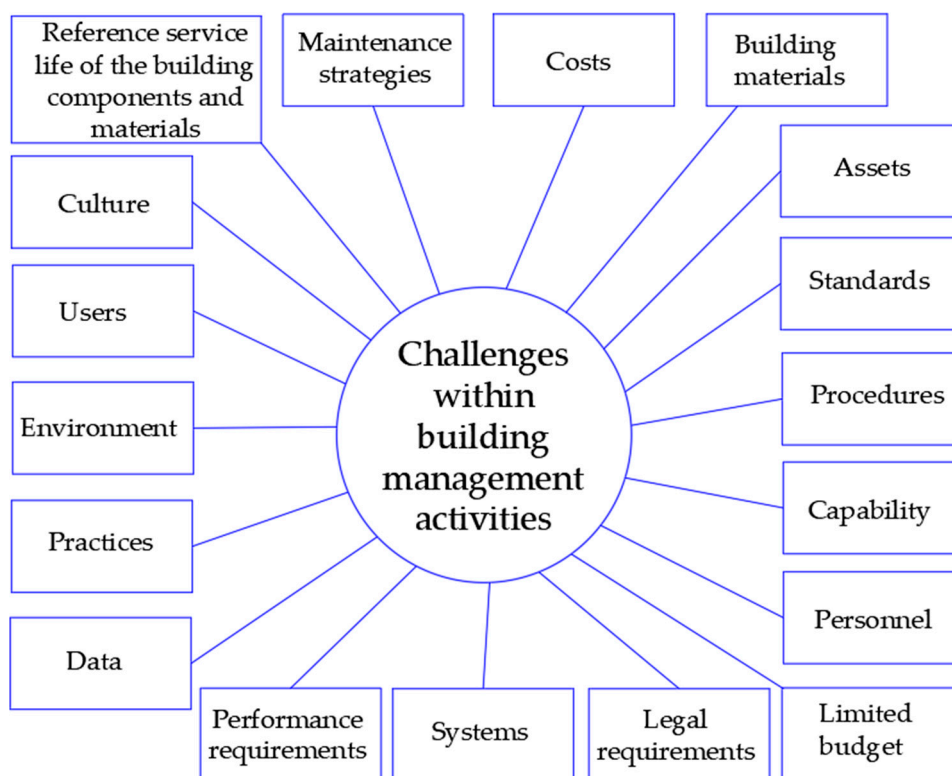 Reference service
life of the building
components and
materials
Maintenance
strategies
Costs
Building
materials
Assets
Culture
Standards
Users
Procedures
Challenges
within
building
management
activities
Environment
Capability
Practices
Personnel
Data
Performance
requirements
Systems
Legal
requirements
Limited
budget